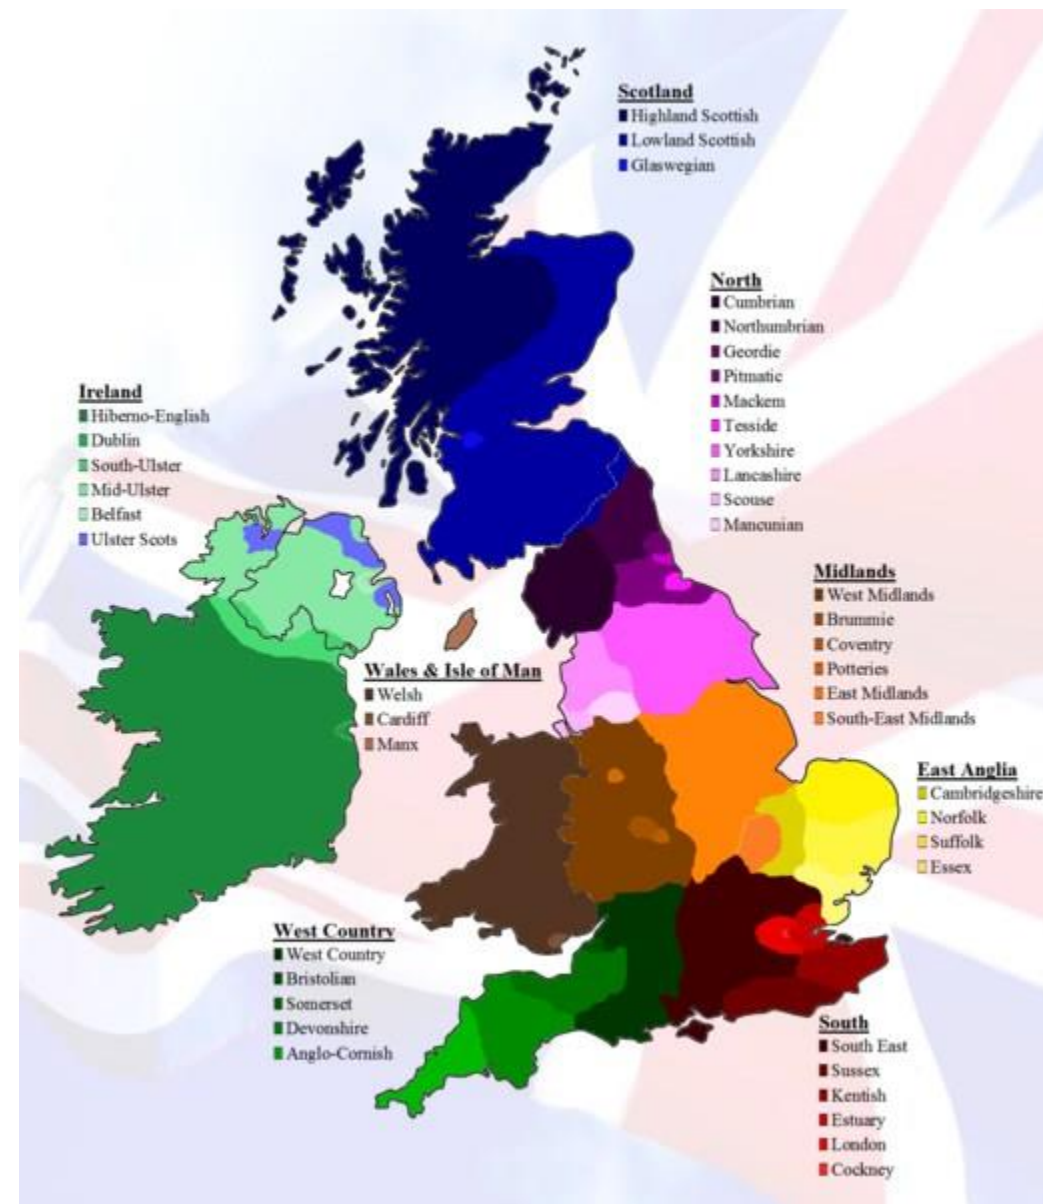 Scotland
Highland Scottish
Lowland Scottish
Glaswegian
North
Cumbrian
Northumbrian
Geordie
Pitmatic
Mackem
Tesside
Yorkshire
Lancashire
Scouse
Mancunian
Ireland
Hiberno-English
Dublin
South-Ulster
Mid-Ulster
Belfast
Ulster Scots
Midlands
West Midlands
Brummie
Coventry
Potteries
East Midlands
South-East Midlands
Wales & Isle of Man
Welsh
Cardiff
Manx
East Anglia
Cambridgeshire
Norfolk
Suffolk
Essex
West Country
West Country
Bristolian
Somerset
Devonshire
Anglo-Cornish
South
South East
Sussex
Kentish
Estuary
London
Cockney